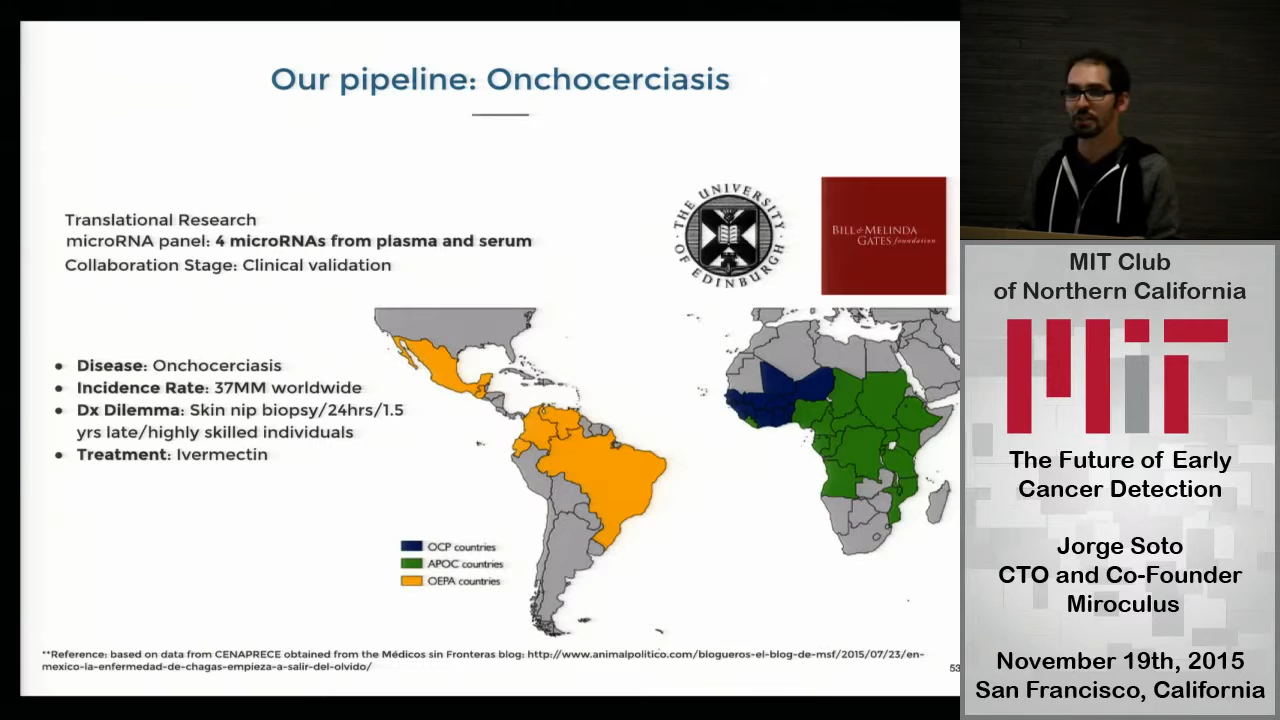 Our pipeline: Onchocerciasis
Translational Research
microRNA panel: 4 microRNAs from plasma and serum
Collaboration Stage: Clinical validation
THE UNIVERSITY
OF EDINBURGH
BILL & MELINDA
GATES foundation
● Disease: Onchocerciasis
● Incidence Rate: 37MM worldwide
● Dx Dilemma: Skin nip biopsy/24hrs/1.5
yrs late/highly skilled individuals
● Treatment: Ivermectin
OCP countries
APOC countries
OEPA countries
**Reference: based on data from CENAPRECE obtained from the Médicos sin Fronteras blog: http://www.animalpolitico.com/blogueros-el-blog-de-msf/2015/07/23/en-
mexico-la-enfermedad-de-chagas-empieza-a-salir-del-olvido/
53
MIT Club
of Northern California
MIT
The Future of Early
Cancer Detection
Jorge Soto
CTO and Co-Founder
Miroculus
November 19th, 2015
San Francisco, California